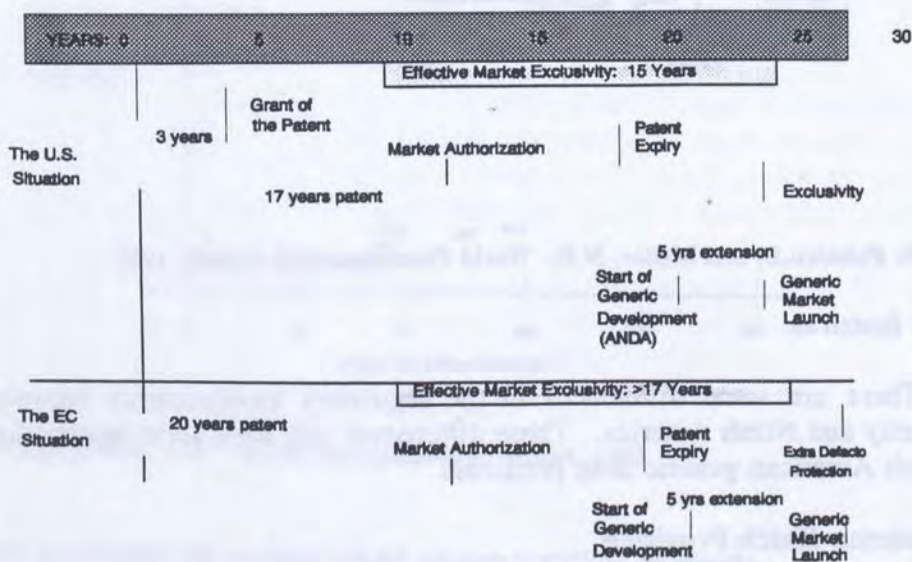 YEARS: 0 5 10 15 20 25 30
Effective Market Exclusivity: 15 Years
Grant of
the Patent
3 years
Patent
Expiry
Market Authorization
The U.S.
Situation
17 years patent
Exclusivity
5 yrs extension
Start of
Generic
Development
(ANDA)
Generic
Market
Launch
Effective Market Exclusivity: >17 Years
The EC
Situation
20 years patent
Market Authorization
Patent
Expiry
Extra Defacto
Protection
5 yrs extension
Start of
Generic
Development
Generic
Market
Launch